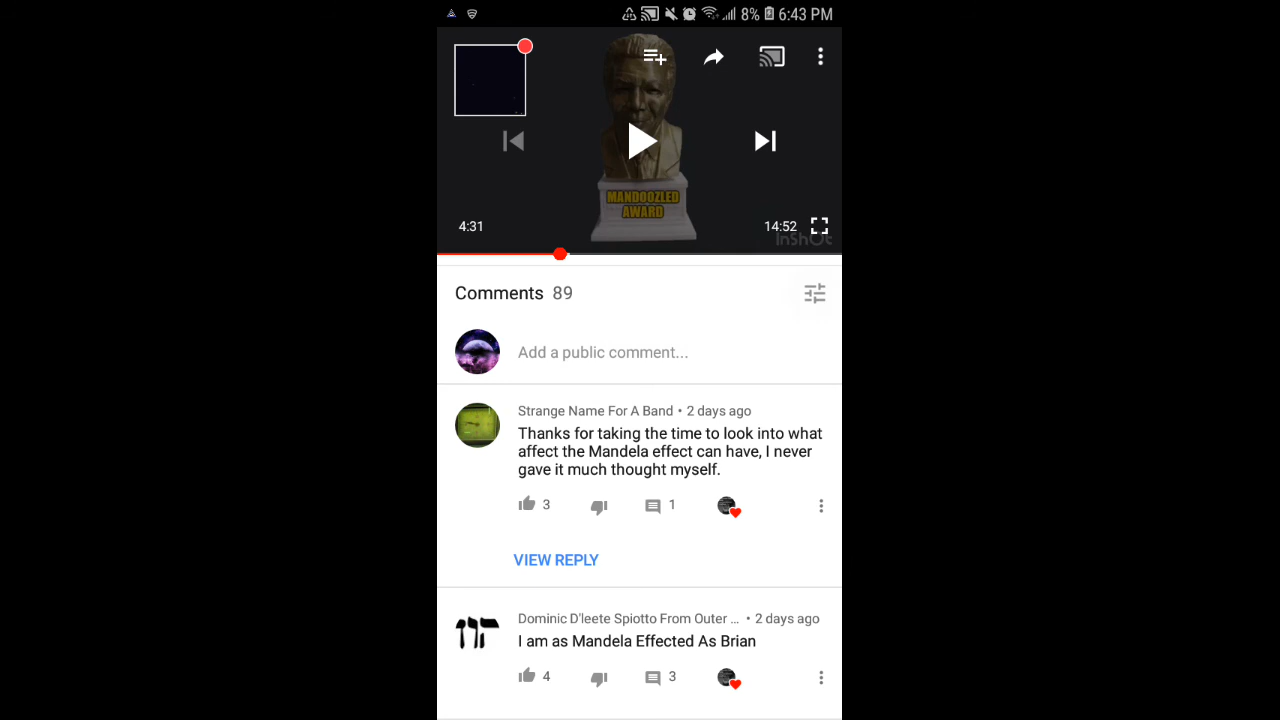 8% 6:43 PM
MANDOOZLED
AWARD
4:31
14:52
InShOt
Comments 89
Add a public comment...
Strange Name For A Band • 2 days ago
Thanks for taking the time to look into what
affect the Mandela effect can have, I never
gave it much thought myself.
3
1
VIEW REPLY
Dominic D'leete Spiotto From Outer ... • 2 days ago
I am as Mandela Effected As Brian
4
3